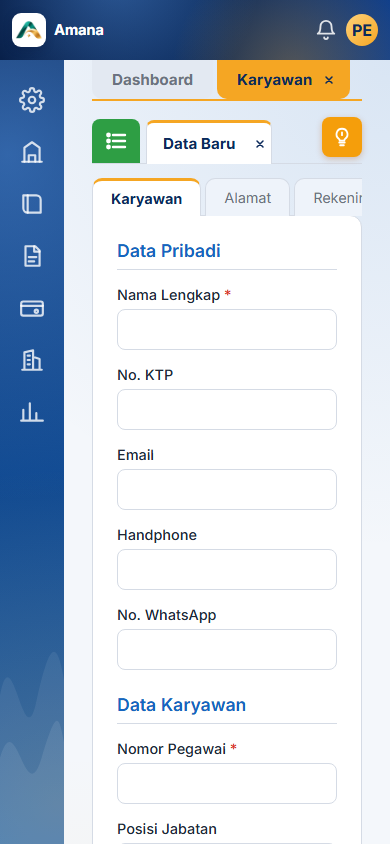 Amana
PE
Dashboard
Karyawan ×
Data Baru ×
Karyawan
Alamat
Rekenin
Data Pribadi
Nama Lengkap *
No. KTP
Email
Handphone
No. WhatsApp
Data Karyawan
Nomor Pegawai *
Posisi Jabatan